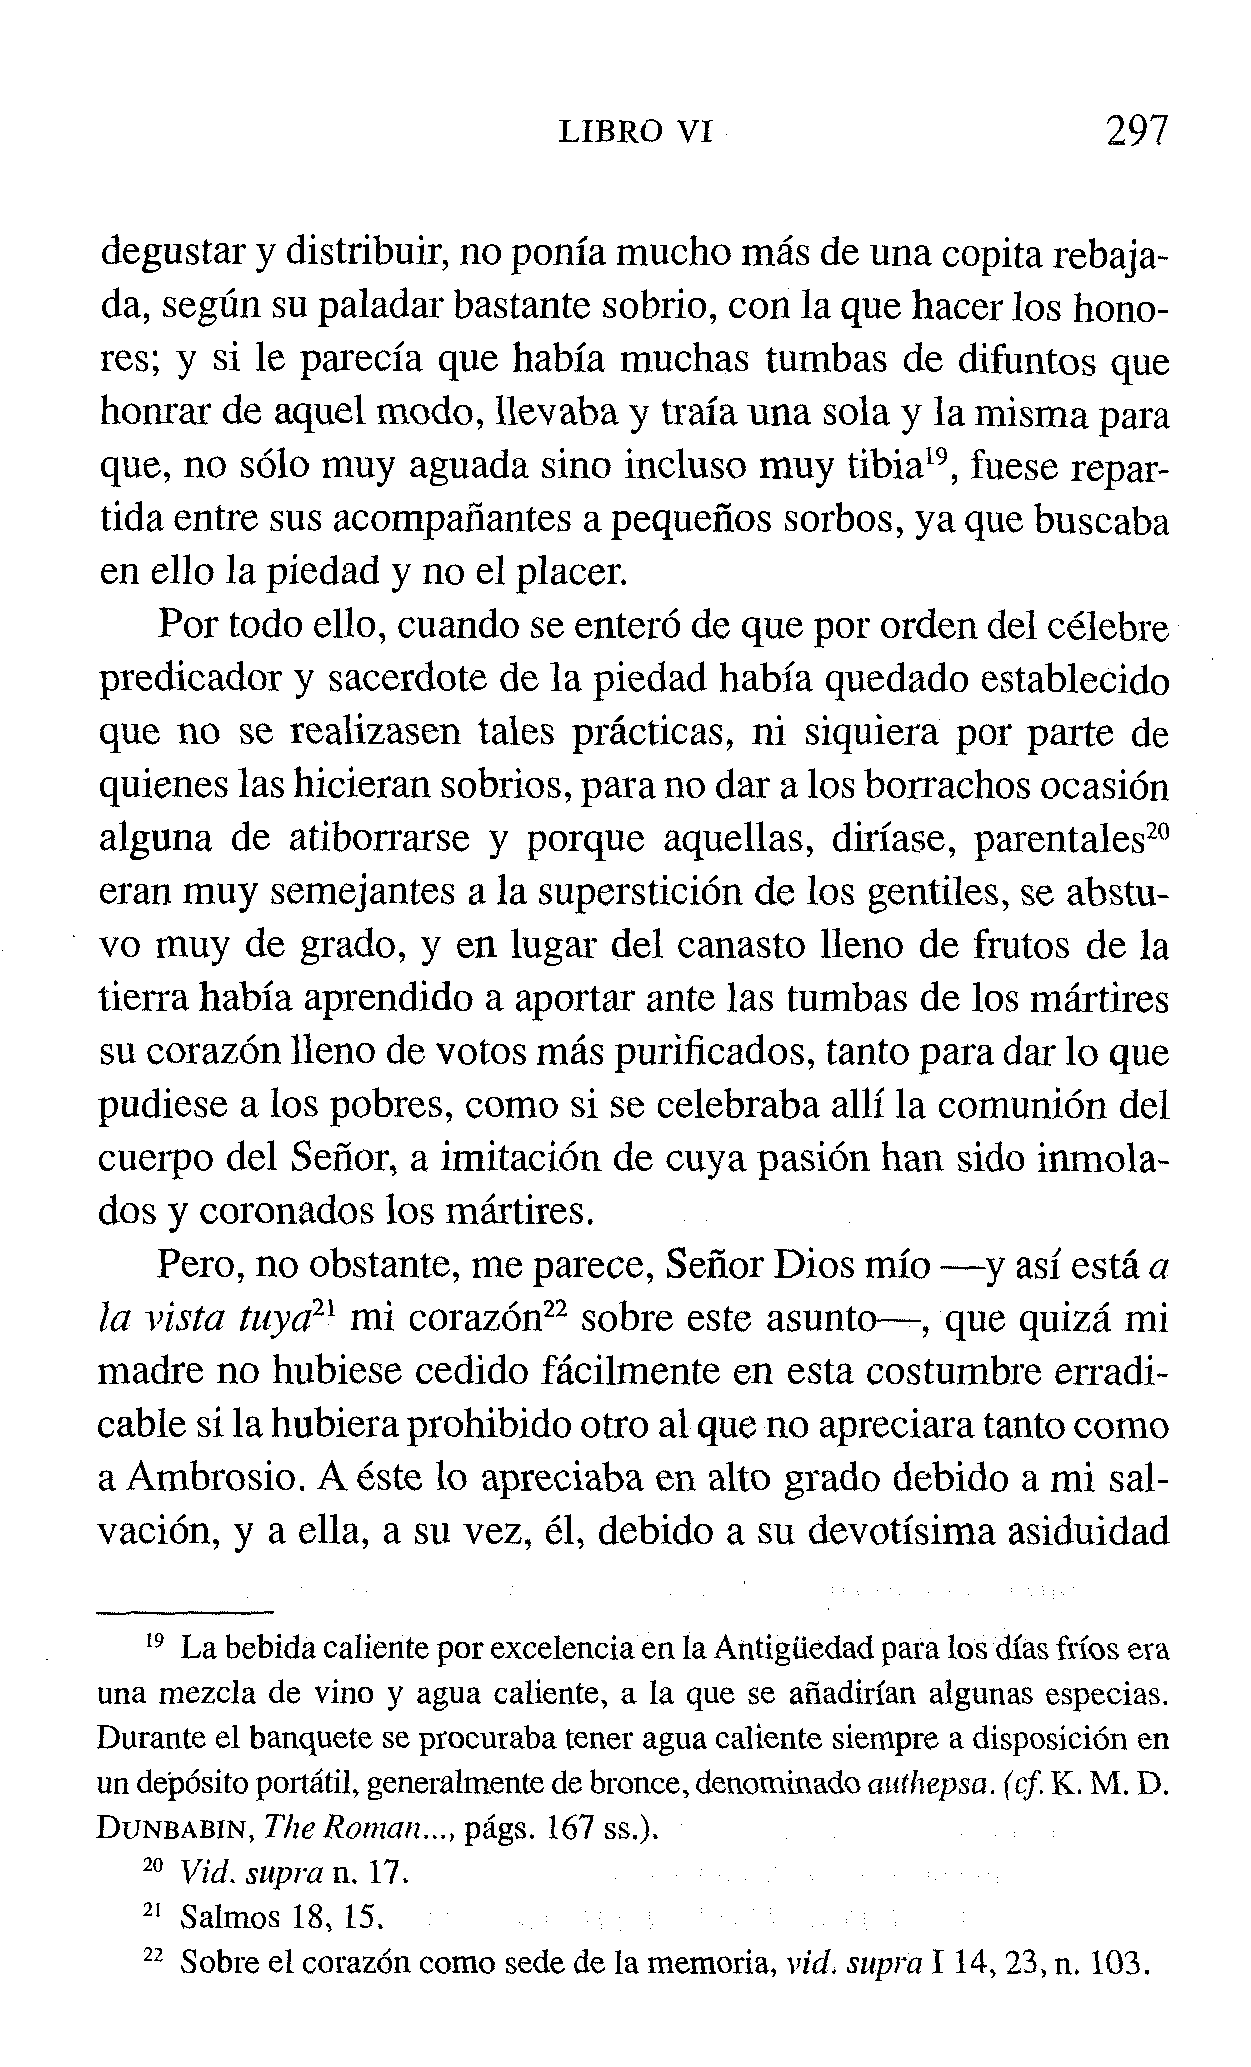 LIBRO VI 297
degustar y distribuir, no ponía mucho más de una copita rebaja-
da, según su paladar bastante sobrio, con la que hacer los hono-
res; y si le parecía que había muchas tumbas de difuntos que
honrar de aquel modo, llevaba y traía una sola y la misma para
que, no sólo muy aguada sino incluso muy tibia¹⁹, fuese repar-
tida entre sus acompañantes a pequeños sorbos, ya que buscaba
en ello la piedad y no el placer.
Por todo ello, cuando se enteró de que por orden del célebre
predicador y sacerdote de la piedad había quedado establecido
que no se realizasen tales prácticas, ni siquiera por parte de
quienes las hicieran sobrios, para no dar a los borrachos ocasión
alguna de atiborrarse y porque aquellas, diríase, parentales²⁰
eran muy semejantes a la superstición de los gentiles, se abstu-
vo muy de grado, y en lugar del canasto lleno de frutos de la
tierra había aprendido a aportar ante las tumbas de los mártires
su corazón lleno de votos más purificados, tanto para dar lo que
pudiese a los pobres, como si se celebraba allí la comunión del
cuerpo del Señor, a imitación de cuya pasión han sido inmola-
dos y coronados los mártires.
Pero, no obstante, me parece, Señor Dios mío —y así está a
la vista tuya²¹ mi corazón²² sobre este asunto—, que quizá mi
madre no hubiese cedido fácilmente en esta costumbre erradi-
cable si la hubiera prohibido otro al que no apreciara tanto como
a Ambrosio. A éste lo apreciaba en alto grado debido a mi sal-
vación, y a ella, a su vez, él, debido a su devotísima asiduidad
¹⁹ La bebida caliente por excelencia en la Antigüedad para los días fríos era
una mezcla de vino y agua caliente, a la que se añadirían algunas especias.
Durante el banquete se procuraba tener agua caliente siempre a disposición en
un depósito portátil, generalmente de bronce, denominado authepsa. (cf. K. M. D.
DUNBABIN, The Roman..., págs. 167 ss.).
²⁰ Vid. supra n. 17.
²¹ Salmos 18, 15.
²² Sobre el corazón como sede de la memoria, vid. supra I 14, 23, n. 103.